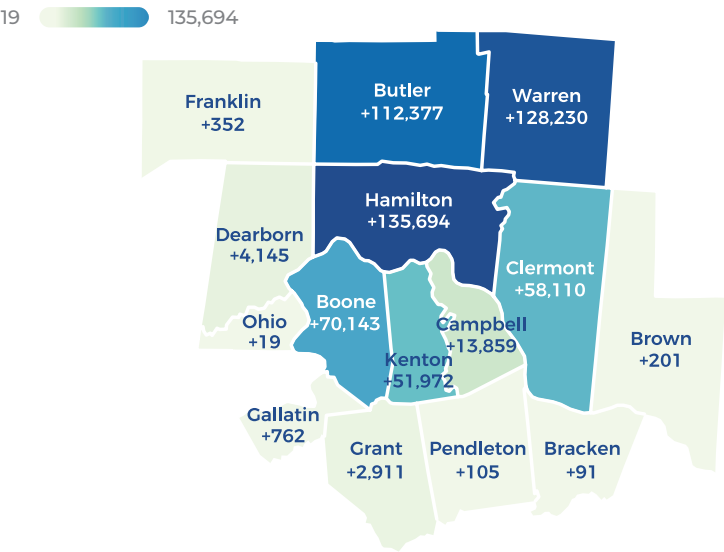 19
135,694
Franklin
+352
Butler
+112,377
Warren
+128,230
Hamilton
+135,694
Dearborn
+4,145
Clermont
+58,110
Boone
+70,143
Ohio
+19
Campbell
+13,859
Kenton
+51,972
Brown
+201
Gallatin
+762
Grant
+2,911
Pendleton
+105
Bracken
+91